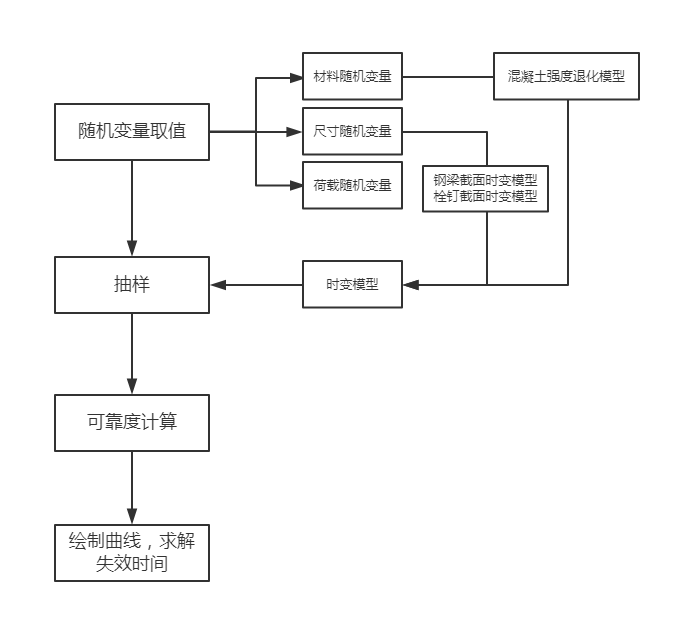 材料随机变量
混凝土强度退化模型
随机变量取值
尺寸随机变量
荷载随机变量
钢梁截面时变模型
栓钉截面时变模型
抽样
时变模型
可靠度计算
绘制曲线，求解
失效时间